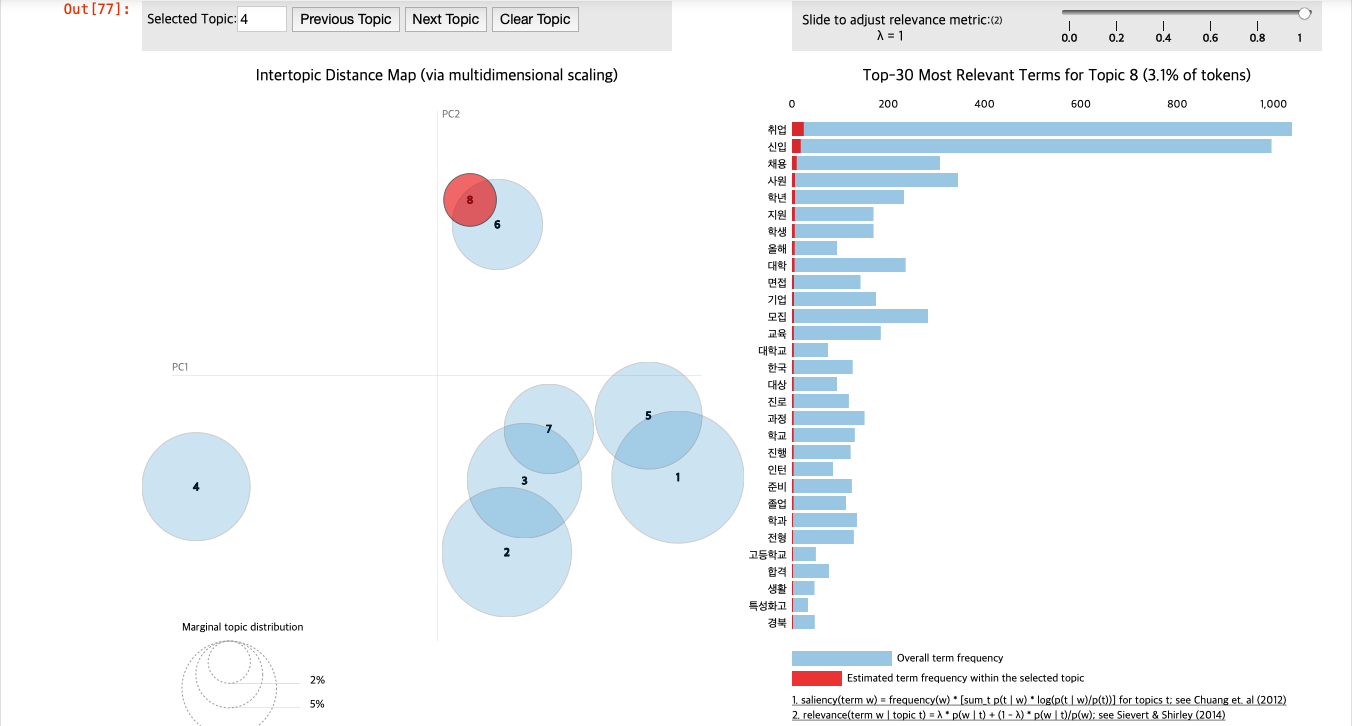 Out[77]:
Selected Topic: 4 Previous Topic Next Topic Clear Topic
Slide to adjust relevance metric:(2)
λ = 1
0.0 0.2 0.4 0.6 0.8 1
Intertopic Distance Map (via multidimensional scaling)
PC2
PC1
8
6
7
5
4
3
1
2
Marginal topic distribution
2%
5%
Top-30 Most Relevant Terms for Topic 8 (3.1% of tokens)
0 200 400 600 800 1,000
취업
신입
채용
사원
학년
지원
학생
올해
대학
면접
기업
모집
교육
대학교
한국
대상
진로
과정
학교
진행
인턴
준비
졸업
학과
전형
고등학교
합격
생활
특성화고
경북
Overall term frequency
Estimated term frequency within the selected topic
1. saliency(term w) = frequency(w) * [sum_t p(t | w) * log(p(t | w)/p(t))] for topics t; see Chuang et. al (2012)
2. relevance(term w | topic t) = λ * p(w | t) + (1 - λ) * p(w | t)/p(w); see Sievert & Shirley (2014)